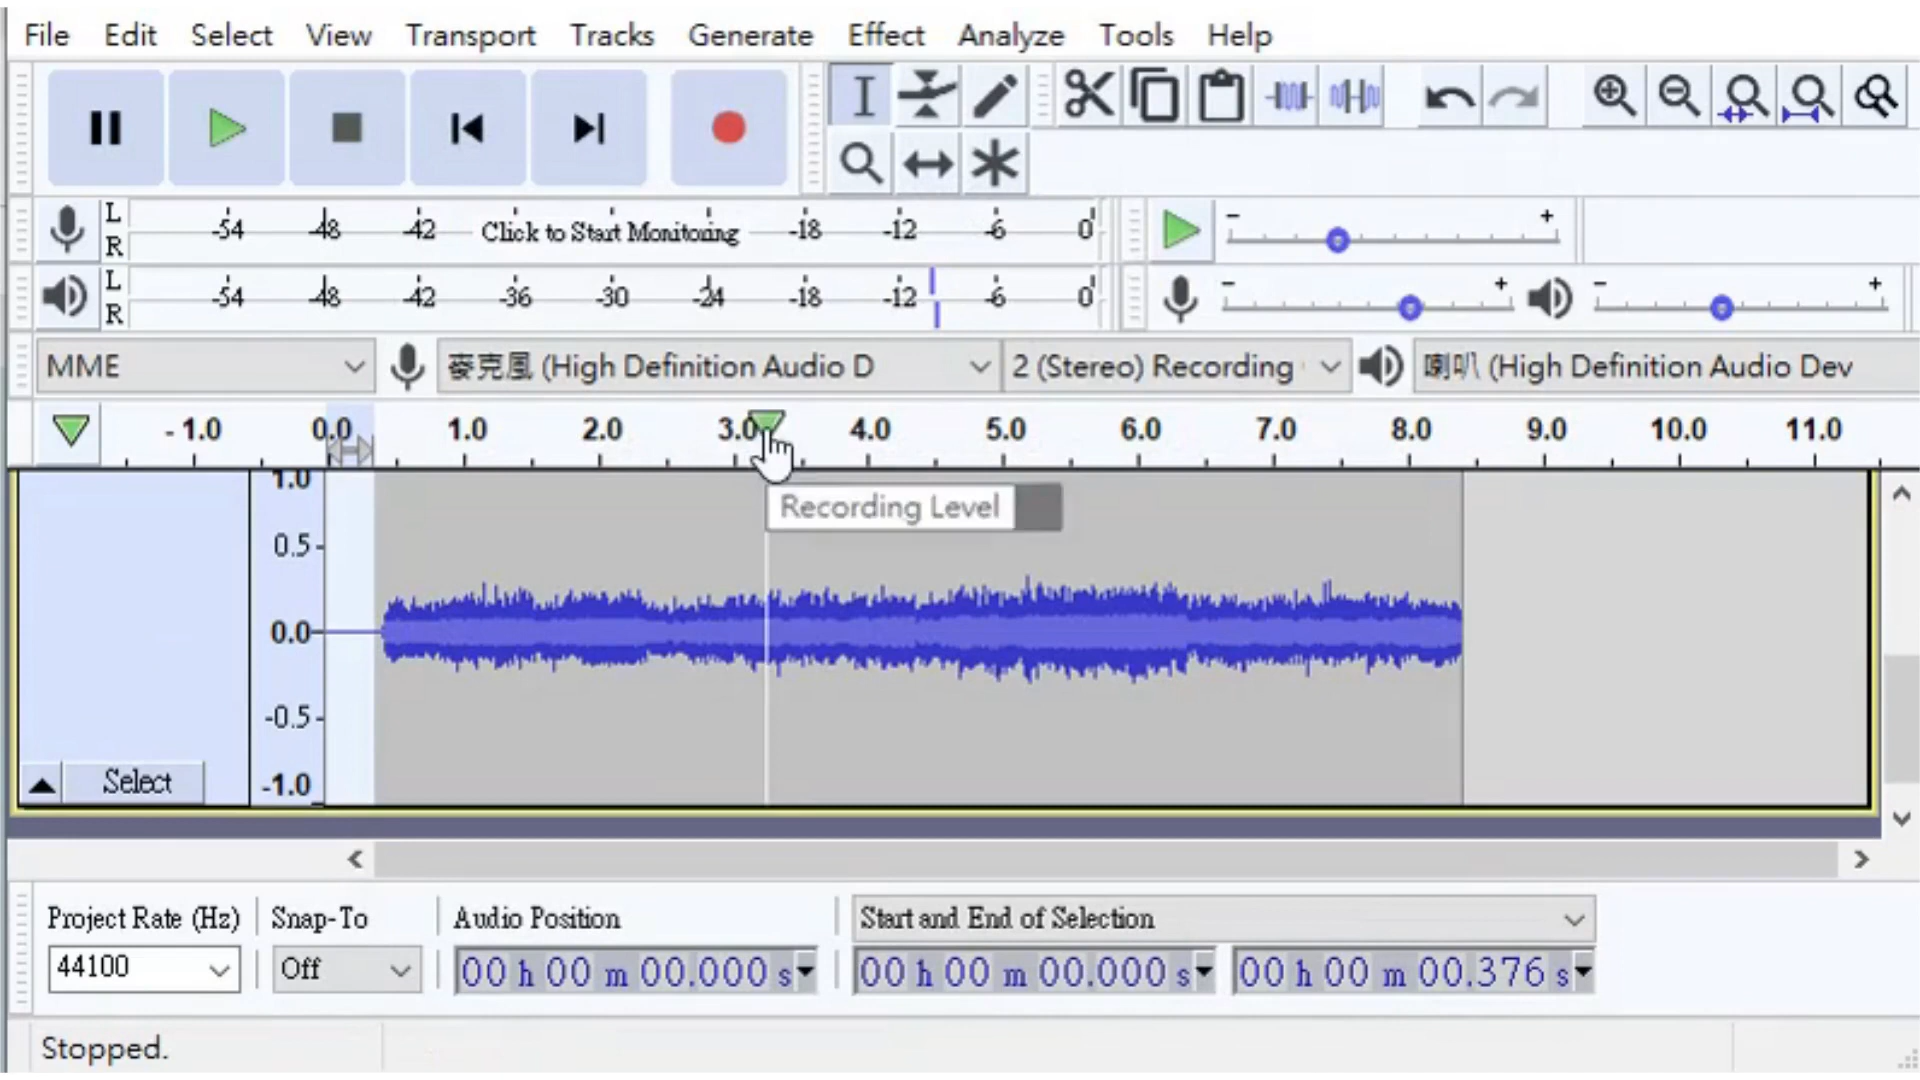 File Edit Select View Transport Tracks Generate Effect Analyze Tools Help
L
R
-54 -48 -42 Click to Start Monitoring -18 -12 -6 0
- +
L
R
-54 -48 -42 -36 -30 -24 -18 -12 -6 0
- + - +
MME 麥克風 (High Definition Audio D 2 (Stereo) Recording 喇叭 (High Definition Audio Dev
- 1.0 0.0 1.0 2.0 3.0 4.0 5.0 6.0 7.0 8.0 9.0 10.0 11.0
1.0
Recording Level
0.5
0.0
-0.5
Select
-1.0
Project Rate (Hz) Snap-To Audio Position Start and End of Selection
44100 Off 00 h 00 m 00.000 s 00 h 00 m 00.000 s 00 h 00 m 00.376 s
Stopped.